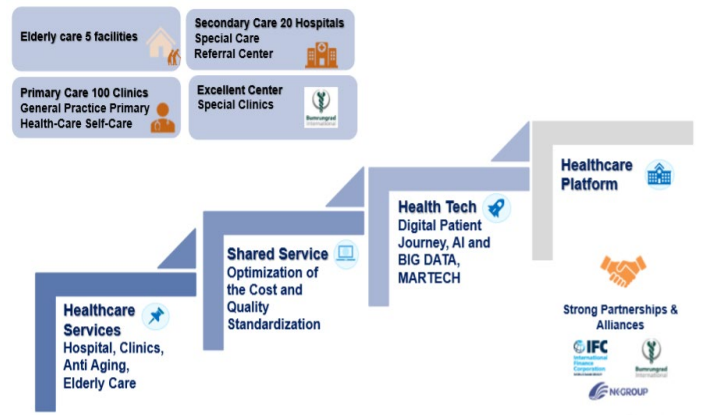 Elderly care 5 facilities
Secondary Care 20 Hospitals
Special Care
Referral Center
Primary Care 100 Clinics
General Practice Primary
Health-Care Self-Care
Excellent Center
Special Clinics
Bumrungrad
International
Healthcare
Services
Hospital, Clinics,
Anti Aging,
Elderly Care
Shared Service
Optimization of
the Cost and
Quality
Standardization
Health Tech
Digital Patient
Journey, AI and
BIG DATA,
MARTECH
Healthcare
Platform
Strong Partnerships &
Alliances
IFC
International
Finance
Corporation
Bumrungrad
International